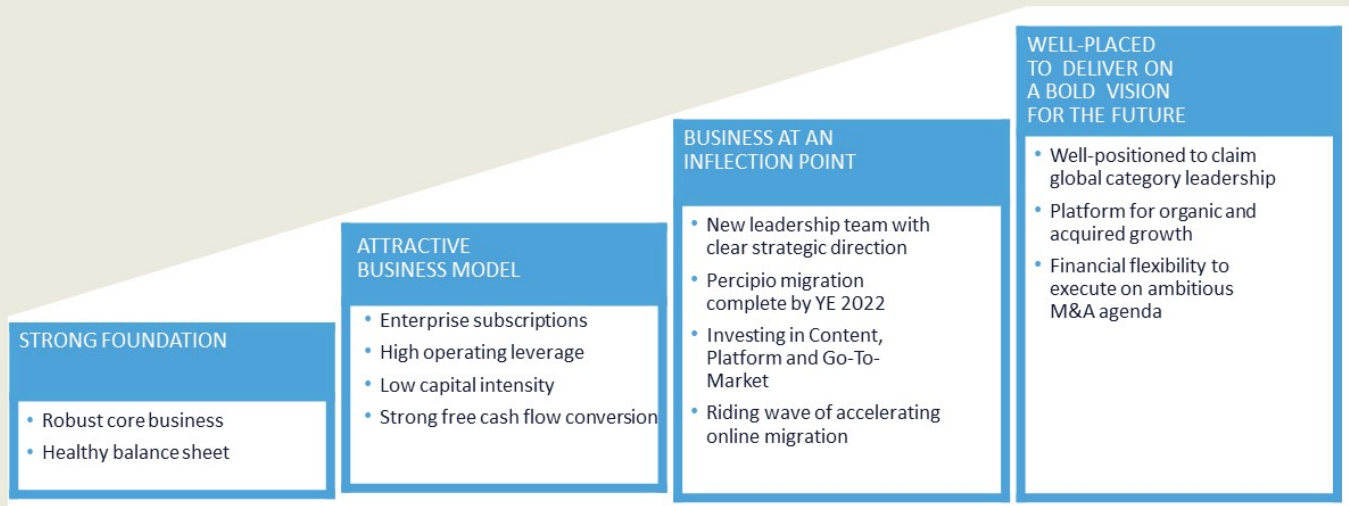 STRONG FOUNDATION
• Robust core business
• Healthy balance sheet
ATTRACTIVE
BUSINESS MODEL
• Enterprise subscriptions
• High operating leverage
• Low capital intensity
• Strong free cash flow conversion
BUSINESS AT AN
INFLECTION POINT
• New leadership team with
clear strategic direction
• Percipio migration
complete by YE 2022
• Investing in Content,
Platform and Go-To-
Market
• Riding wave of accelerating
online migration
WELL-PLACED
TO DELIVER ON
A BOLD VISION
FOR THE FUTURE
• Well-positioned to claim
global category leadership
• Platform for organic and
acquired growth
• Financial flexibility to
execute on ambitious
M&A agenda